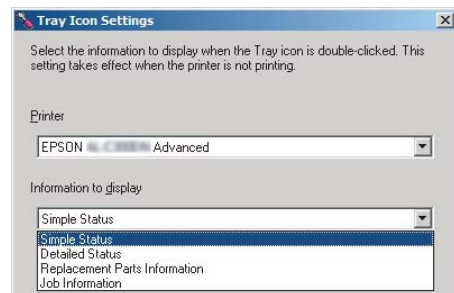 Tray Icon Settings
Select the information to display when the Tray icon is double-clicked. This
setting takes effect when the printer is not printing.
Printer
EPSON Advanced
Information to display
Simple Status
Simple Status
Detailed Status
Replacement Parts Information
Job Information